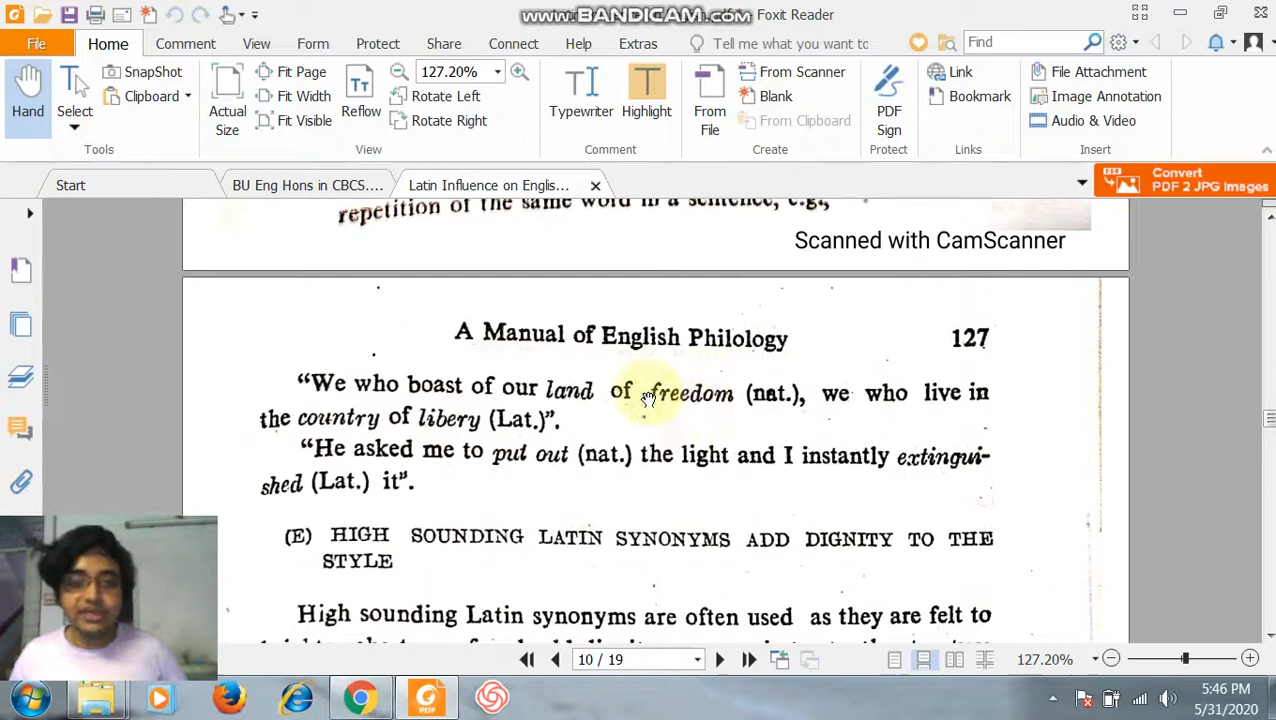 www.BANDICAM.com
Foxit Reader
File
Home
Comment
View
Form
Protect
Share
Connect
Help
Extras
Tell me what you want to
Find
Hand
Select
SnapShot
Clipboard
Tools
Actual
Size
Fit Page
Fit Width
Fit Visible
Reflow
127.20%
Rotate Left
Rotate Right
View
Typewriter
Highlight
Comment
From
File
From Scanner
Blank
From Clipboard
Create
PDF
Sign
Protect
Link
Bookmark
Links
File Attachment
Image Annotation
Audio & Video
Insert
Start
BU Eng Hons in CBCS....
Latin Influence on Englis...
Convert
PDF 2 JPG Images
repetition of the same word in a sentence, e.g.,
Scanned with CamScanner
A Manual of English Philology
127
“We who boast of our land of freedom (nat.), we who live in
the country of libery (Lat.)”.
“He asked me to put out (nat.) the light and I instantly extingui-
shed (Lat.) it”.
(E) HIGH SOUNDING LATIN SYNONYMS ADD DIGNITY TO THE
STYLE
High sounding Latin synonyms are often used as they are felt to
10 / 19
127.20%
5:46 PM
5/31/2020